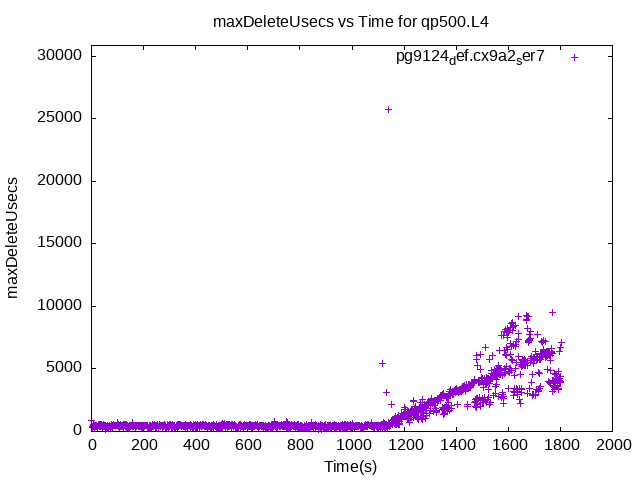 maxDeleteUsecs vs Time for qp500.L4
pg9124def.cx9a2ser7
30000
25000
20000
15000
10000
5000
0
maxDeleteUsecs
0 200 400 600 800 1000 1200 1400 1600 1800 2000
Time(s)